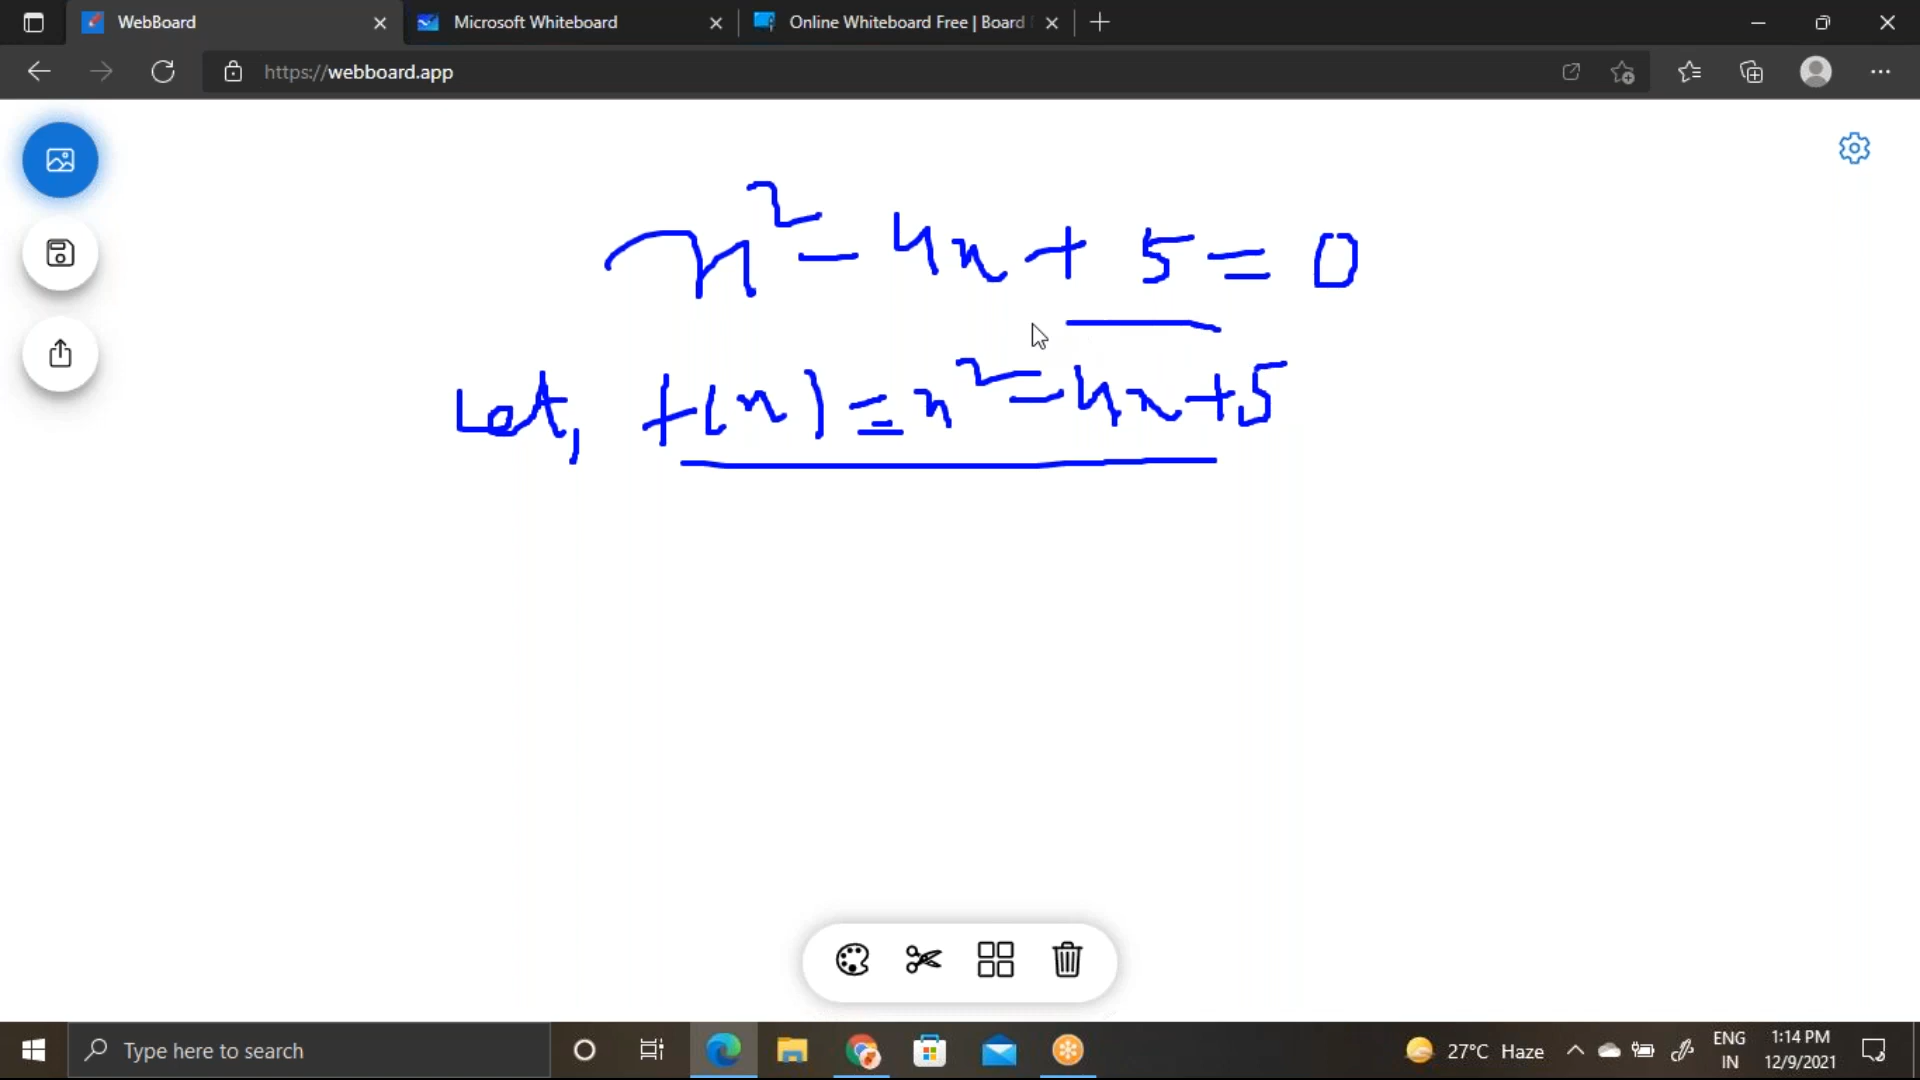 WebBoard
Microsoft Whiteboard
Online Whiteboard Free | Board
https://webboard.app
x² - 4x + 5 = 0
Let, f(x) = x² - 4x + 5
Type here to search
27°C Haze
ENG
IN
1:14 PM
12/9/2021